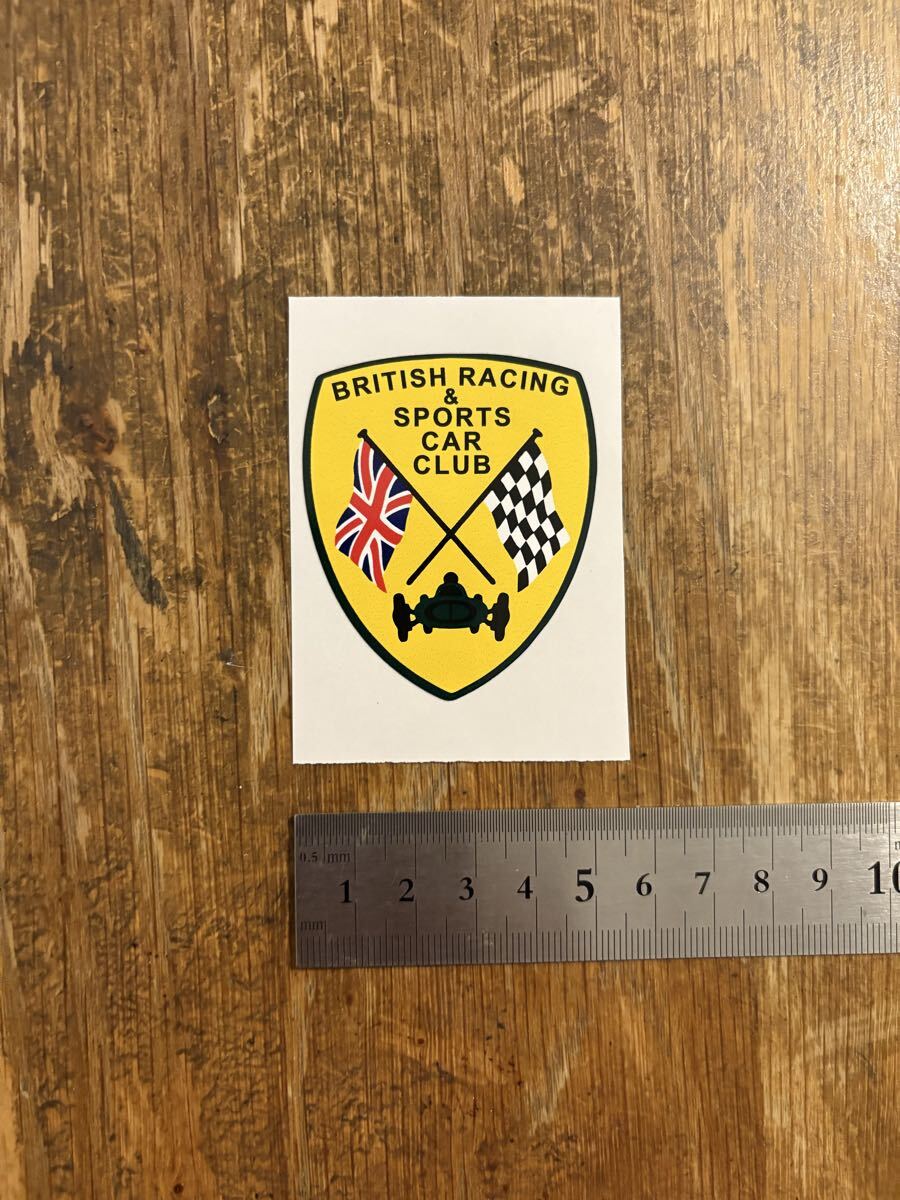 BRITISH RACING
&
SPORTS
CAR
CLUB
0.5 mm
1 2 3 4 5 6 7 8 9 10
mm